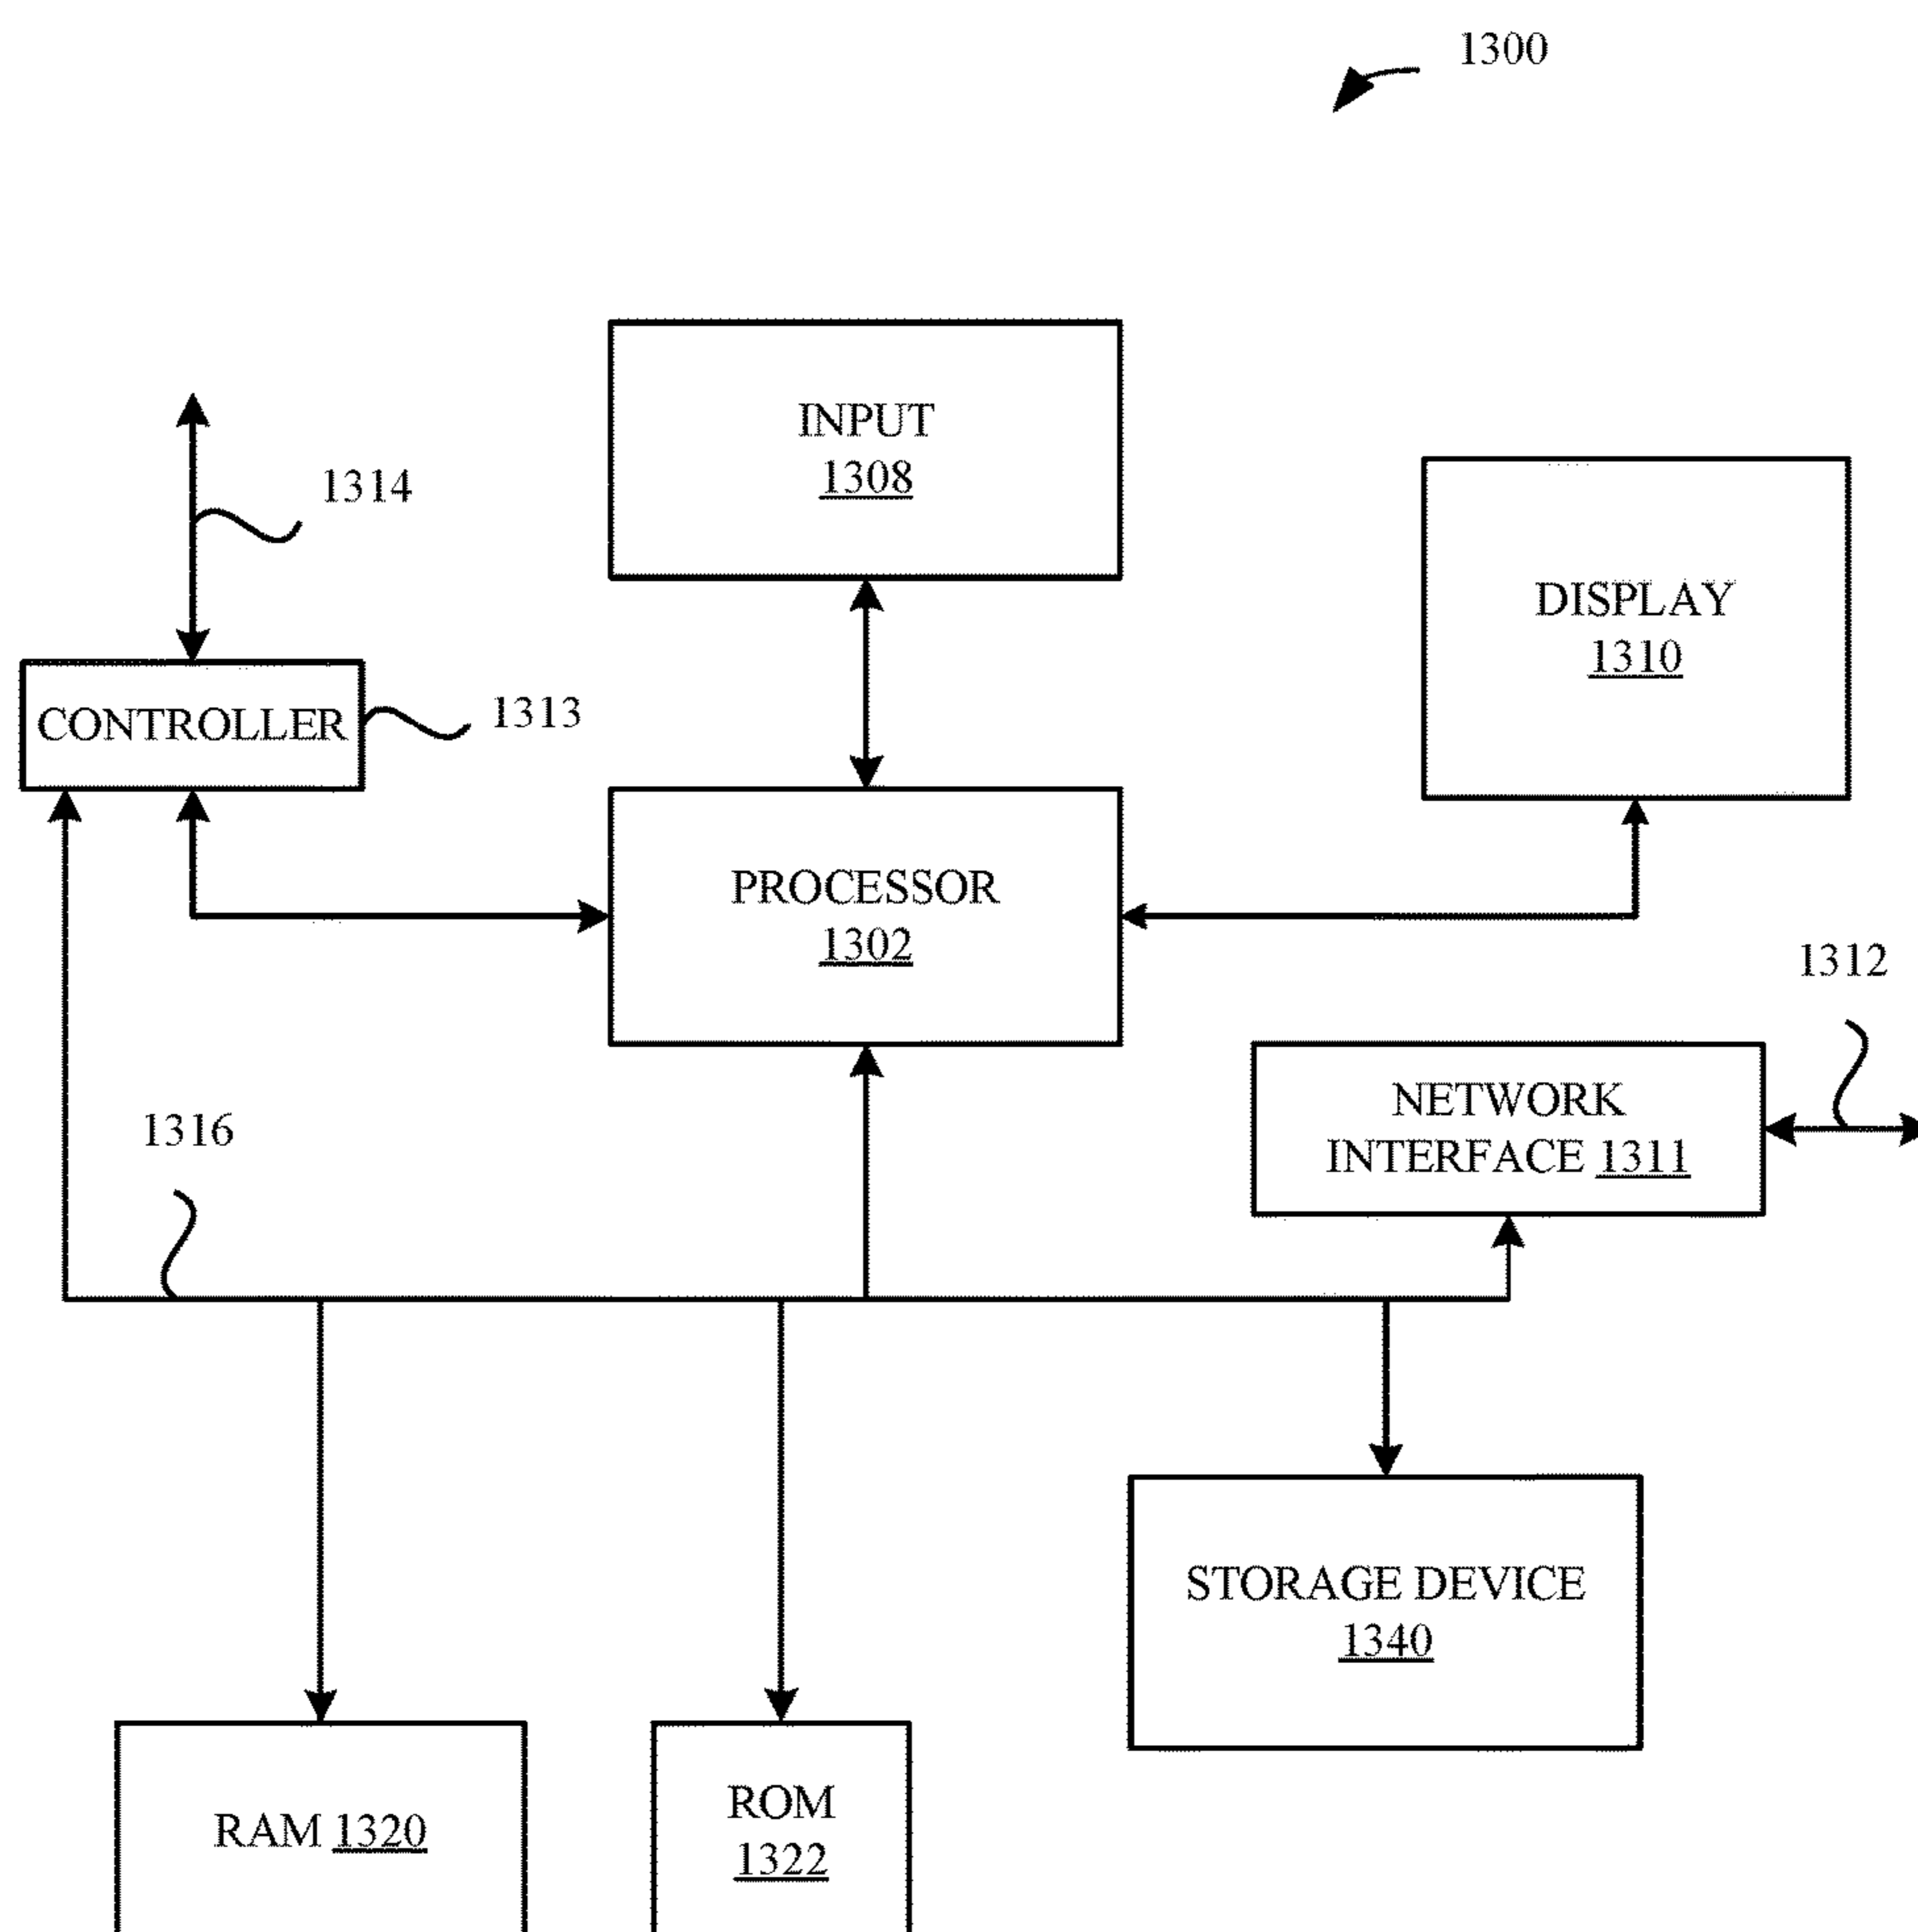 1300
INPUT
1308
1314
DISPLAY
1310
CONTROLLER
1313
PROCESSOR
1302
1312
NETWORK
INTERFACE 1311
1316
STORAGE DEVICE
1340
RAM 1320
ROM
1322